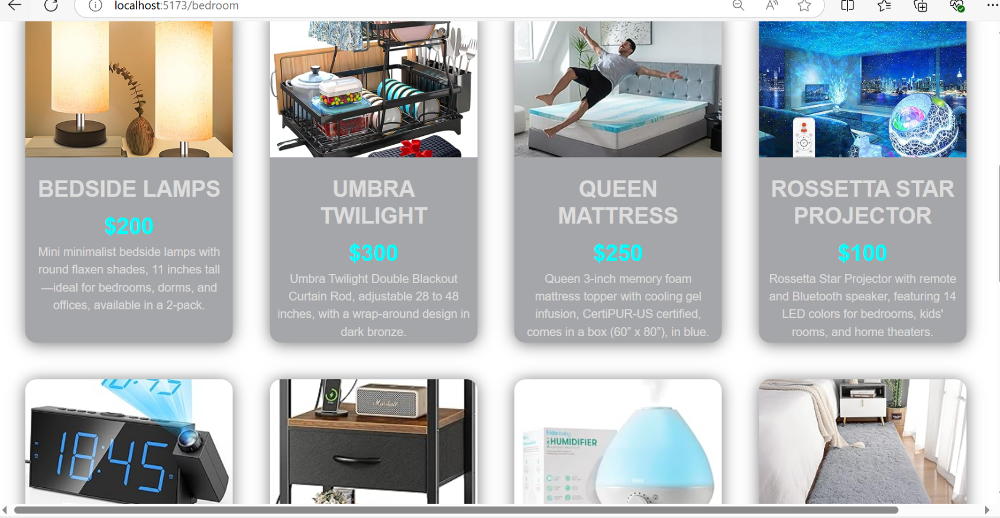 localhost:5173/bedroom
BEDSIDE LAMPS
$200
Mini minimalist bedside lamps with
round flaxen shades, 11 inches tall
—ideal for bedrooms, dorms, and
offices, available in a 2-pack.
UMBRA
TWILIGHT
$300
Umbra Twilight Double Blackout
Curtain Rod, adjustable 28 to 48
inches, with a wrap-around design in
dark bronze.
QUEEN
MATTRESS
$250
Queen 3-inch memory foam
mattress topper with cooling gel
infusion, CertiPUR-US certified,
comes in a box (60” x 80”), in blue.
ROSSETTA STAR
PROJECTOR
$100
Rossetta Star Projector with remote
and Bluetooth speaker, featuring 14
LED colors for bedrooms, kids'
rooms, and home theaters.
18:45
Marshall
frida baby
HUMIDIFIER
frida